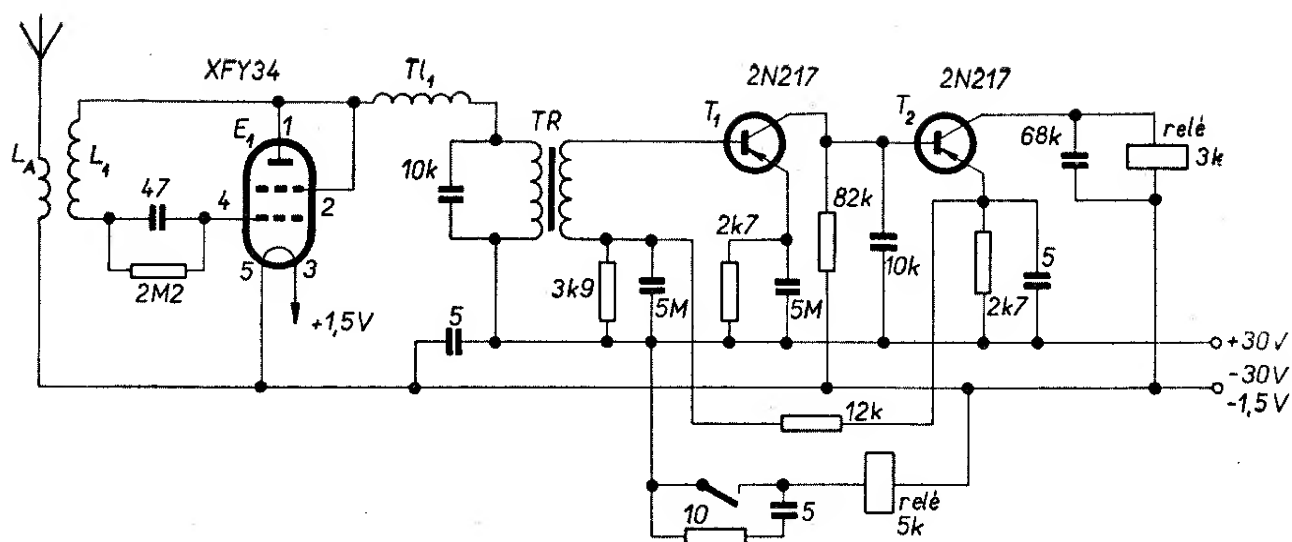 XFY34
Tl₁
2N217
2N217
L_A
L₁
E₁
1
TR
T₁
T₂
68k
relé
3k
10k
47
4
2
82k
2k7
10k
5
3
2M2
+1,5V
3k9
5M
5M
2k7
5
5
+30V
-30V
-1,5V
12k
10
5
relé
5k